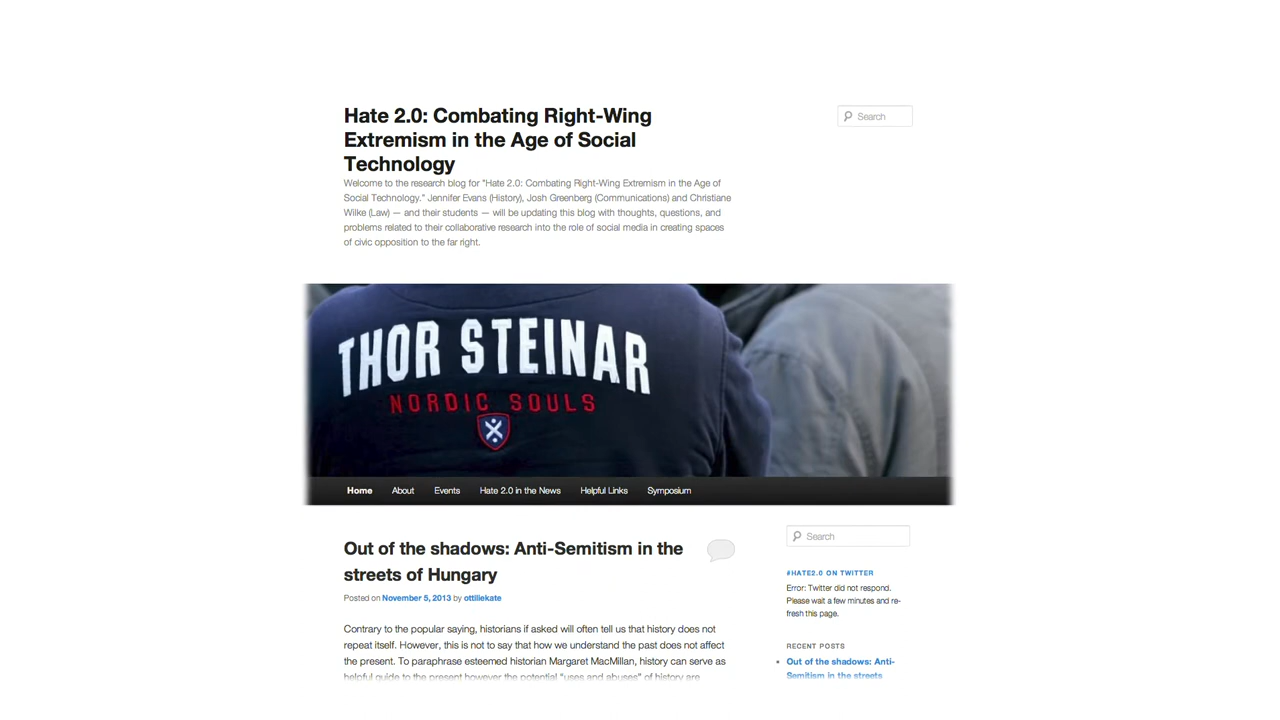 Hate 2.0: Combating Right-Wing
Extremism in the Age of Social
Technology
Search
Welcome to the research blog for "Hate 2.0: Combating Right-Wing Extremism in the Age of
Social Technology." Jennifer Evans (History), Josh Greenberg (Communications) and Christiane
Wilke (Law) — and their students — will be updating this blog with thoughts, questions, and
problems related to their collaborative research into the role of social media in creating spaces
of civic opposition to the far right.
THOR STEINAR
NORDIC SOULS
Home About Events Hate 2.0 in the News Helpful Links Symposium
Out of the shadows: Anti-Semitism in the
streets of Hungary
Posted on November 5, 2013 by ottiliekate
Contrary to the popular saying, historians if asked will often tell us that history does not
repeat itself. However, this is not to say that how we understand the past does not affect
the present. To paraphrase esteemed historian Margaret MacMillan, history can serve as
helpful guide to the present however the potential "uses and abuses" of history are
Search
#HATE2.0 ON TWITTER
Error: Twitter did not respond.
Please wait a few minutes and re-
fresh this page.
RECENT POSTS
Out of the shadows: Anti-
Semitism in the streets